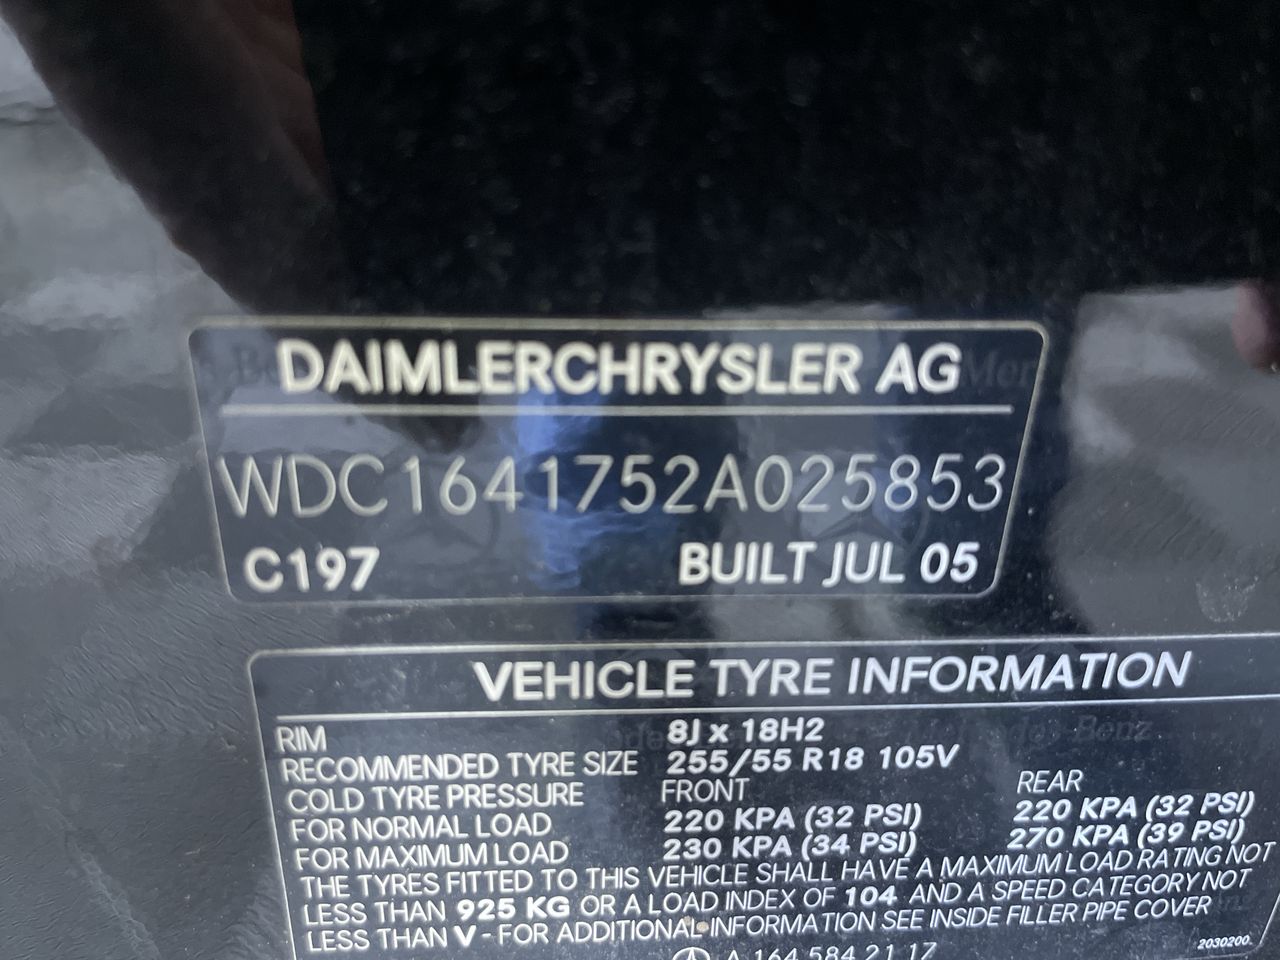 DAIMLERCHRYSLER AG
WDC1641752A025853
C197 BUILT JUL 05
VEHICLE TYRE INFORMATION
RIM 8J x 18H2
RECOMMENDED TYRE SIZE 255/55 R18 105V
COLD TYRE PRESSURE FRONT REAR
FOR NORMAL LOAD 220 KPA (32 PSI) 220 KPA (32 PSI)
FOR MAXIMUM LOAD 230 KPA (34 PSI) 270 KPA (39 PSI)
THE TYRES FITTED TO THIS VEHICLE SHALL HAVE A MAXIMUM LOAD RATING NOT
LESS THAN 925 KG OR A LOAD INDEX OF 104 AND A SPEED CATEGORY NOT
LESS THAN V - FOR ADDITIONAL INFORMATION SEE INSIDE FILLER PIPE COVER
A 164 584 21 17
2030200